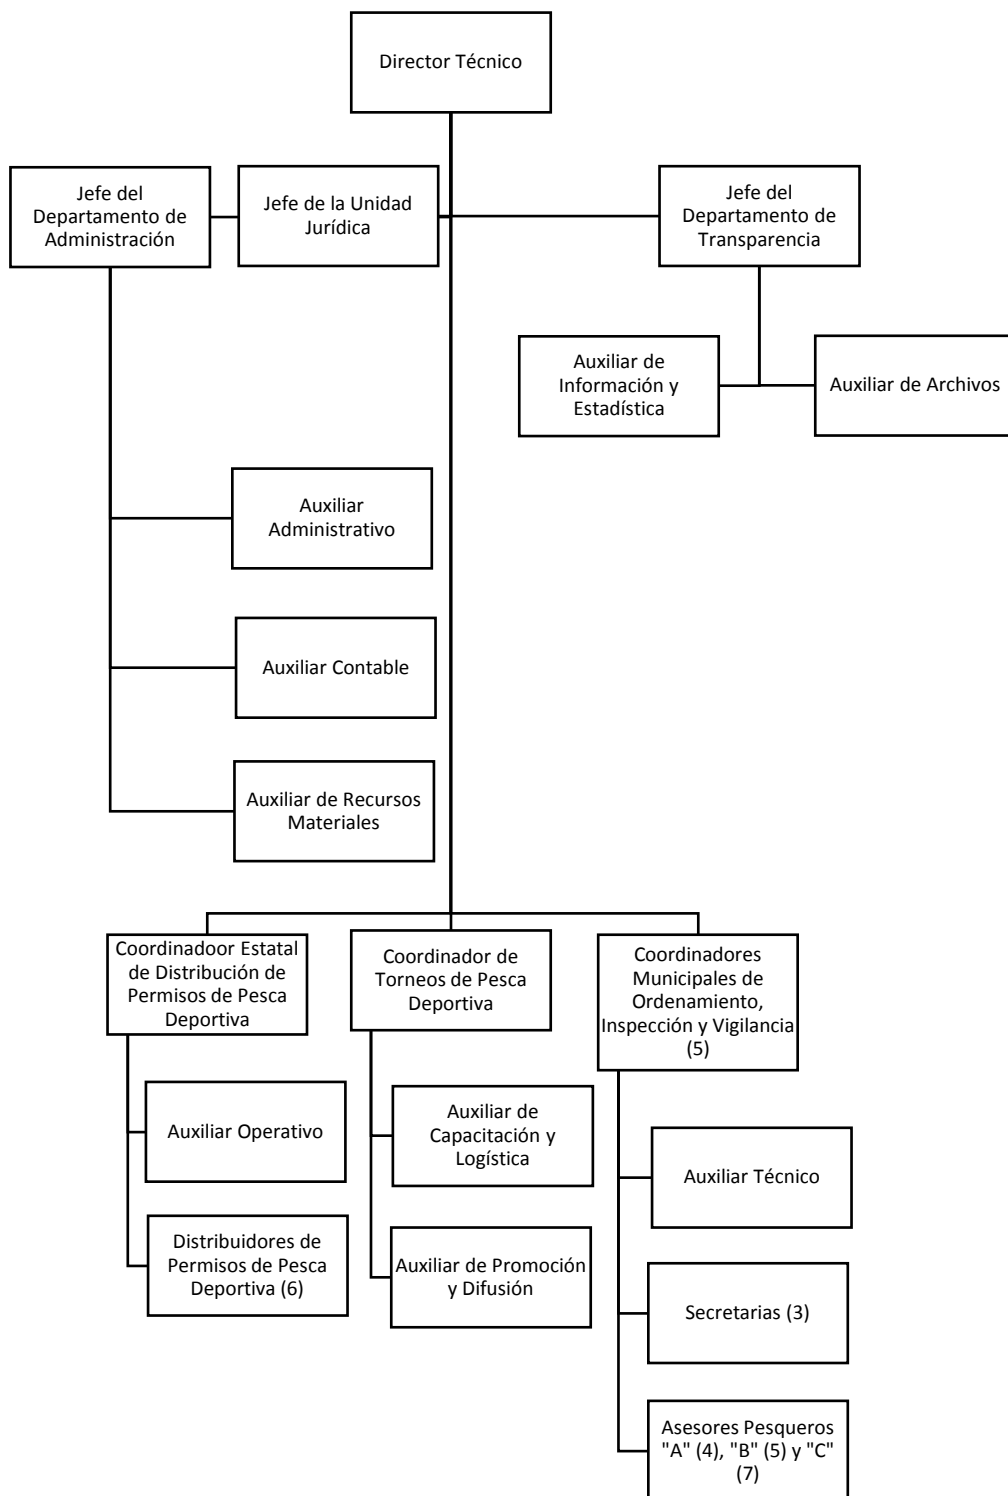 Director Técnico
Jefe del
Departamento de
Administración
Jefe de la Unidad
Jurídica
Jefe del
Departamento de
Transparencia
Auxiliar de
Información y
Estadística
Auxiliar de Archivos
Auxiliar
Administrativo
Auxiliar Contable
Auxiliar de Recursos
Materiales
Coordinadoor Estatal
de Distribución de
Permisos de Pesca
Deportiva
Coordinador de
Torneos de Pesca
Deportiva
Coordinadores
Municipales de
Ordenamiento,
Inspección y Vigilancia
(5)
Auxiliar Operativo
Distribuidores de
Permisos de Pesca
Deportiva (6)
Auxiliar de
Capacitación y
Logística
Auxiliar de Promoción
y Difusión
Auxiliar Técnico
Secretarias (3)
Asesores Pesqueros
"A" (4), "B" (5) y "C"
(7)